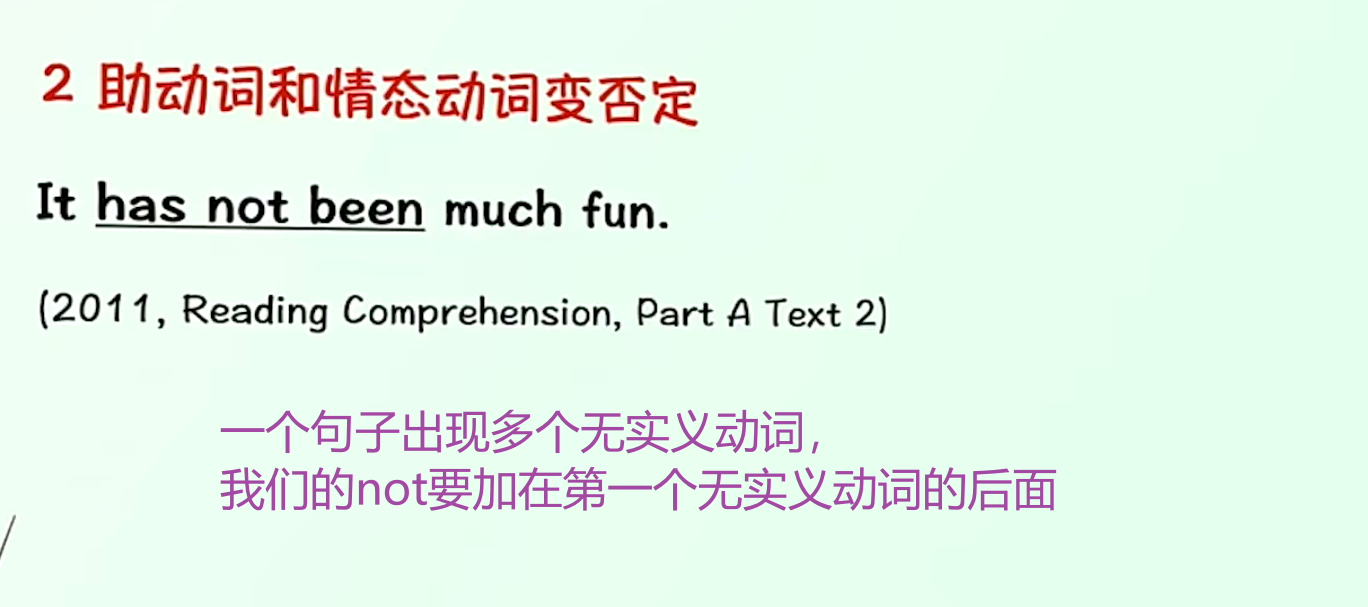 2 助动词和情态动词变否定
It has not been much fun.
(2011, Reading Comprehension, Part A Text 2)
一个句子出现多个无实义动词，
我们的not要加在第一个无实义动词的后面